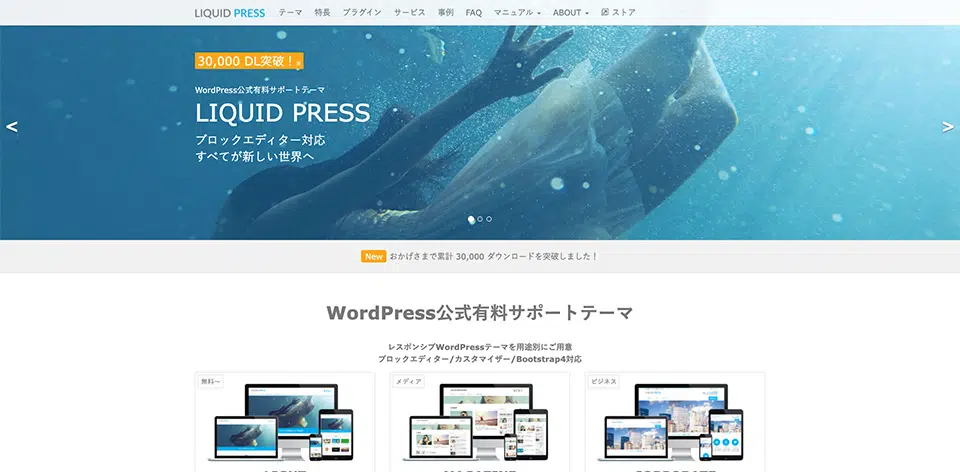 LIQUID PRESS テーマ 特長 プラグイン サービス 事例 FAQ マニュアル ABOUT ストア
30,000 DL突破！
WordPress公式有料サポートテーマ
LIQUID PRESS
ブロックエディター対応
すべてが新しい世界へ
< >
New おかげさまで累計 30,000 ダウンロードを突破しました！
WordPress公式有料サポートテーマ
レスポンシブWordPressテーマを用途別にご用意
ブロックエディター/カスタマイザー/Bootstrap4対応
無料〜 メディア ビジネス